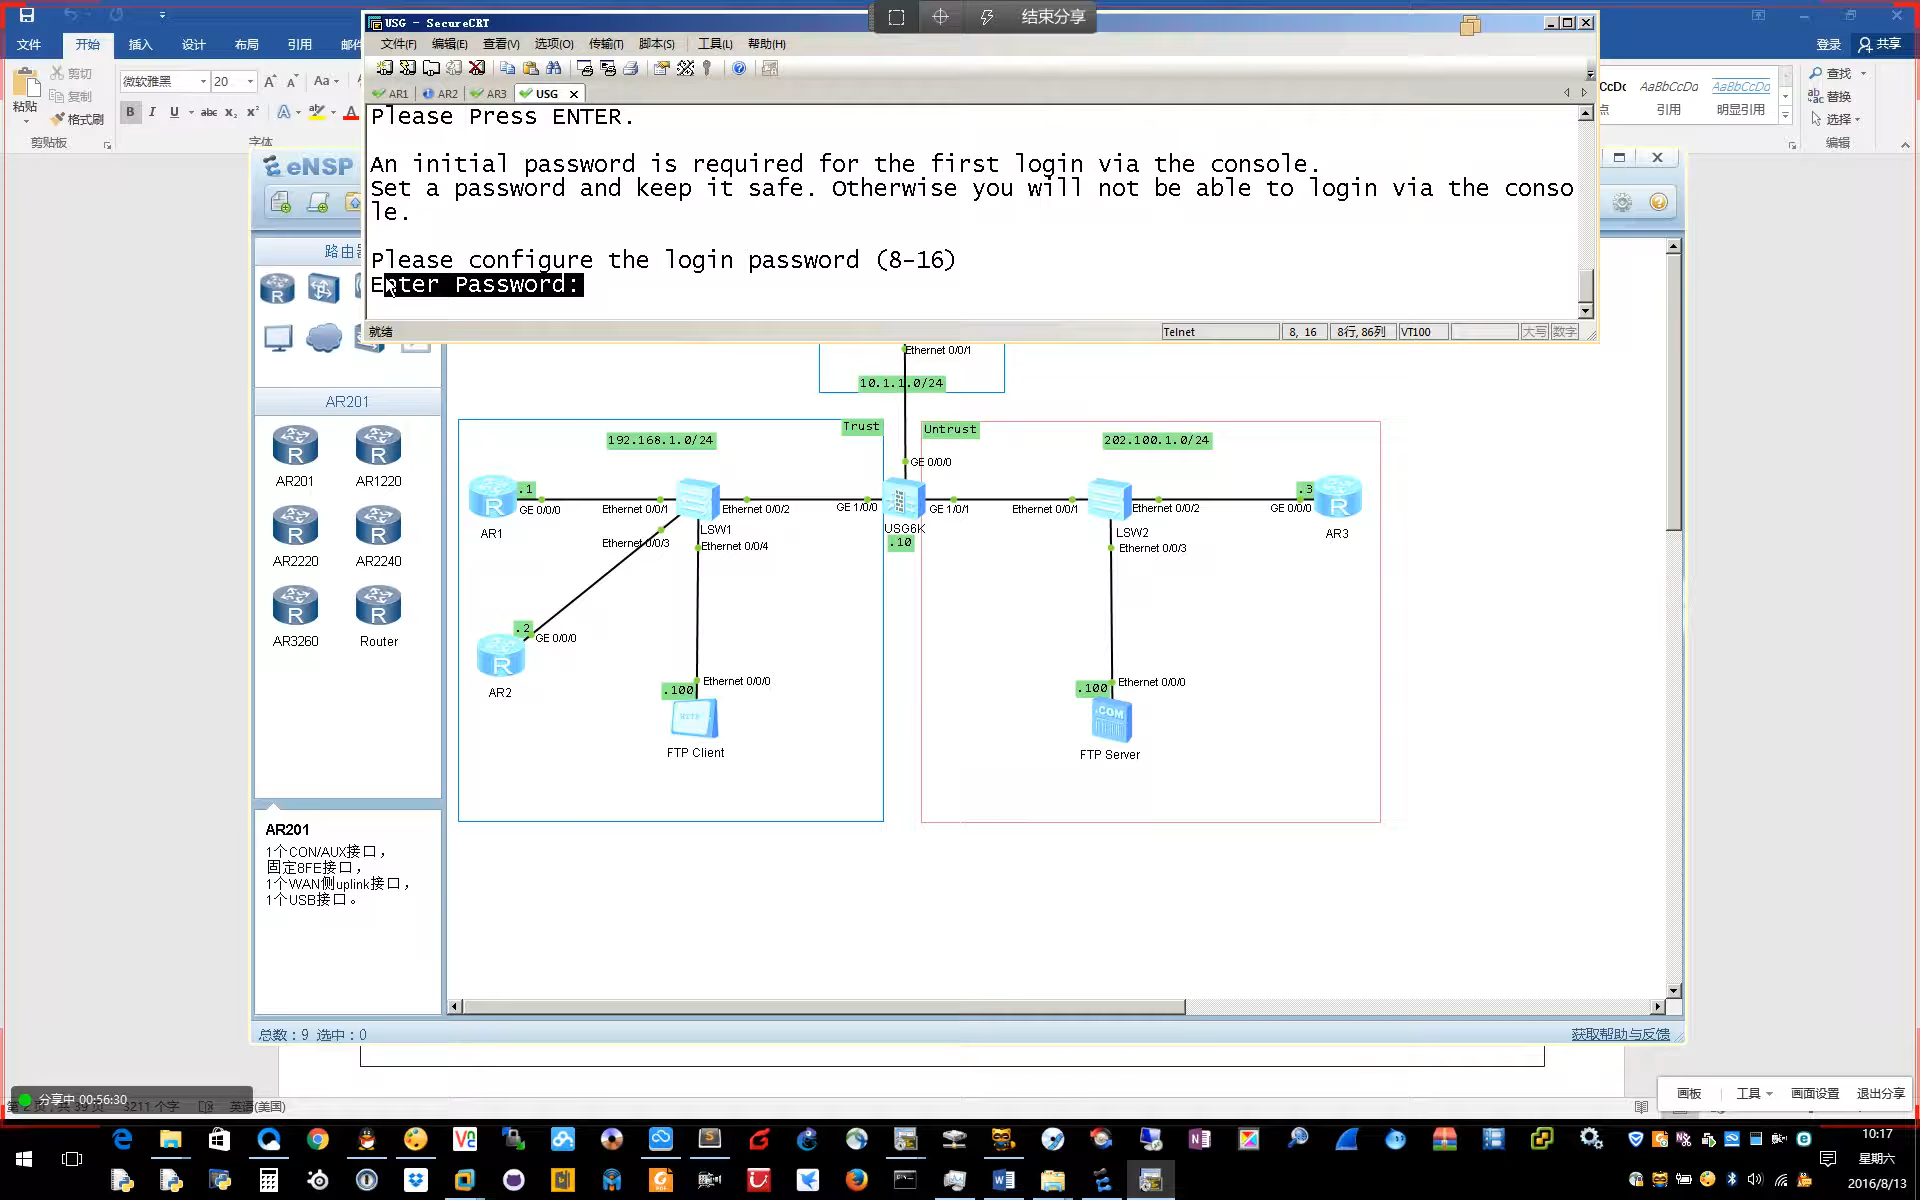 USG - SecureCRT
结束分享
文件
开始
插入
设计
布局
引用
邮件
登录
共享
文件(F) 编辑(E) 查看(V) 选项(O) 传输(T) 脚本(S) 工具(L) 帮助(H)
AR1 AR2 AR3 USG
剪切
复制
格式刷
粘贴
剪贴板
微软雅黑
20
字体
AaBbCcDc
AaBbCcDc
引用
明显引用
查找
替换
选择
编辑
Please Press ENTER.
An initial password is required for the first login via the console.
Set a password and keep it safe. Otherwise you will not be able to login via the conso
le.
Please configure the login password (8-16)
Enter Password:
就绪
Telnet
8, 16
8行, 86列
VT100
大写 数字
eNSP
AR201
AR201
AR1220
AR2220
AR2240
AR3260
Router
AR201
1个CON/AUX接口，
固定8FE接口，
1个WAN侧uplink接口，
1个USB接口。
Ethernet 0/0/1
10.1.1.0/24
GE 0/0/0
192.168.1.0/24
Trust
Untrust
202.100.1.0/24
.1
GE 0/0/0
AR1
Ethernet 0/0/1
LSW1
Ethernet 0/0/2
Ethernet 0/0/3
Ethernet 0/0/4
GE 1/0/0
USG6K
.10
GE 1/0/1
Ethernet 0/0/1
LSW2
Ethernet 0/0/2
Ethernet 0/0/3
.3
GE 0/0/0
AR3
.2
GE 0/0/0
AR2
Ethernet 0/0/0
.100
FTP Client
Ethernet 0/0/0
.100
.COM
FTP Server
总数：9 选中：0
获取帮助与反馈
分享中 00:56:30
3211 个字
英语(美国)
画板
工具
画面设置
退出分享
10:17
星期六
2016/8/13